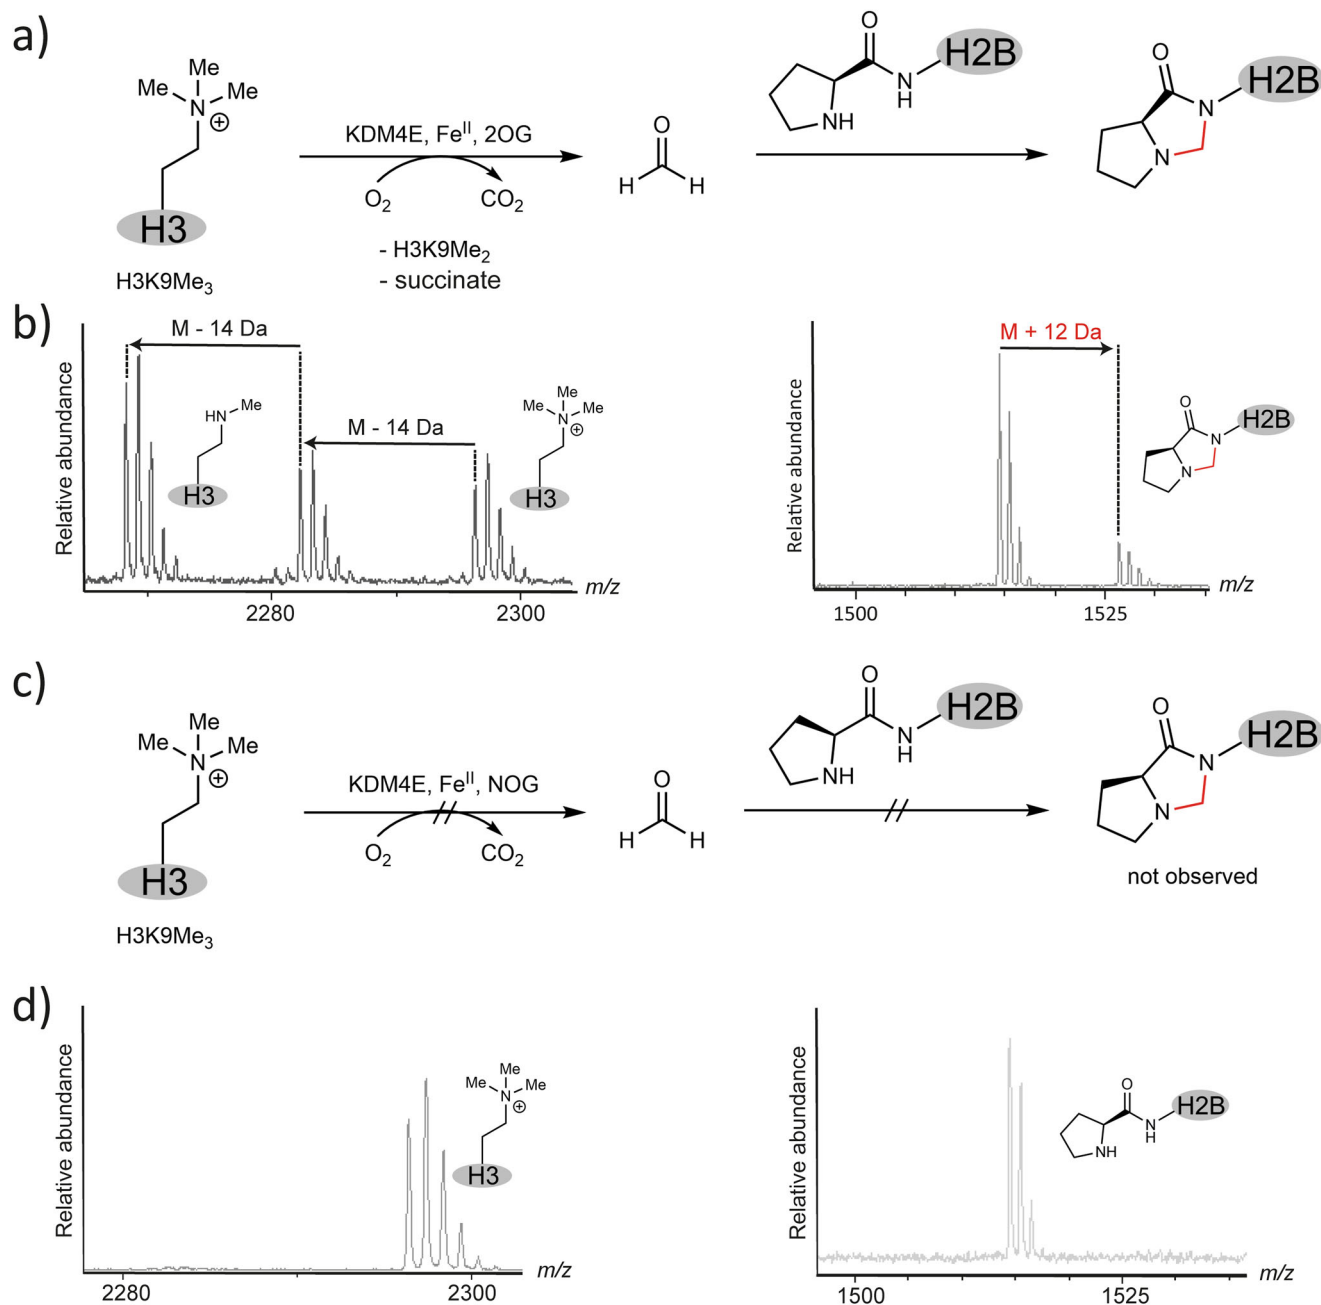 a)
Me
Me Me
N
⊕
H3
H3K9Me₃
KDM4E, Feᴵᴵ, 2OG
O₂ CO₂
- H3K9Me₂
- succinate
O
H H
O
H2B
N
H
NH
O
H2B
N
N
b)
Relative abundance
M - 14 Da
M - 14 Da
HN Me
H3
Me
Me Me
N
⊕
H3
2280 2300
m/z
Relative abundance
M + 12 Da
O
H2B
N
N
1500 1525
m/z
c)
Me
Me Me
N
⊕
H3
H3K9Me₃
KDM4E, Feᴵᴵ, NOG
O₂ CO₂
O
H H
O
H2B
N
H
NH
O
H2B
N
N
not observed
d)
Relative abundance
Me
Me Me
N
⊕
H3
2280 2300
m/z
Relative abundance
O
H2B
N
H
NH
1500 1525
m/z